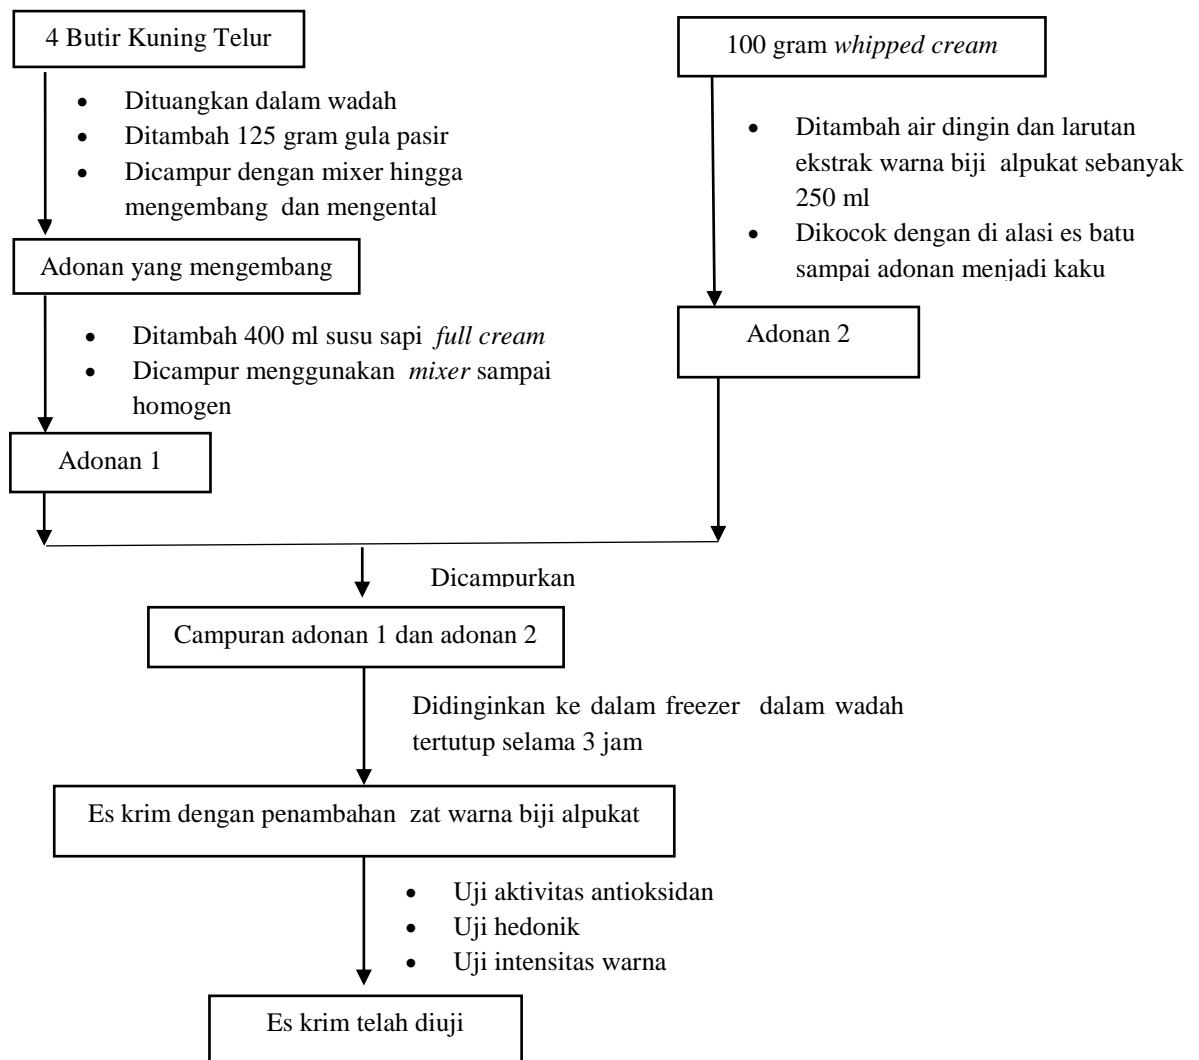 4 Butir Kuning Telur
• Dituangkan dalam wadah
• Ditambah 125 gram gula pasir
• Dicampur dengan mixer hingga
mengembang dan mengental
Adonan yang mengembang
• Ditambah 400 ml susu sapi full cream
• Dicampur menggunakan mixer sampai
homogen
Adonan 1
100 gram whipped cream
• Ditambah air dingin dan larutan
ekstrak warna biji alpukat sebanyak
250 ml
• Dikocok dengan di alasi es batu
sampai adonan menjadi kaku
Adonan 2
Dicampurkan
Campuran adonan 1 dan adonan 2
Didinginkan ke dalam freezer dalam wadah
tertutup selama 3 jam
Es krim dengan penambahan zat warna biji alpukat
• Uji aktivitas antioksidan
• Uji hedonik
• Uji intensitas warna
Es krim telah diuji